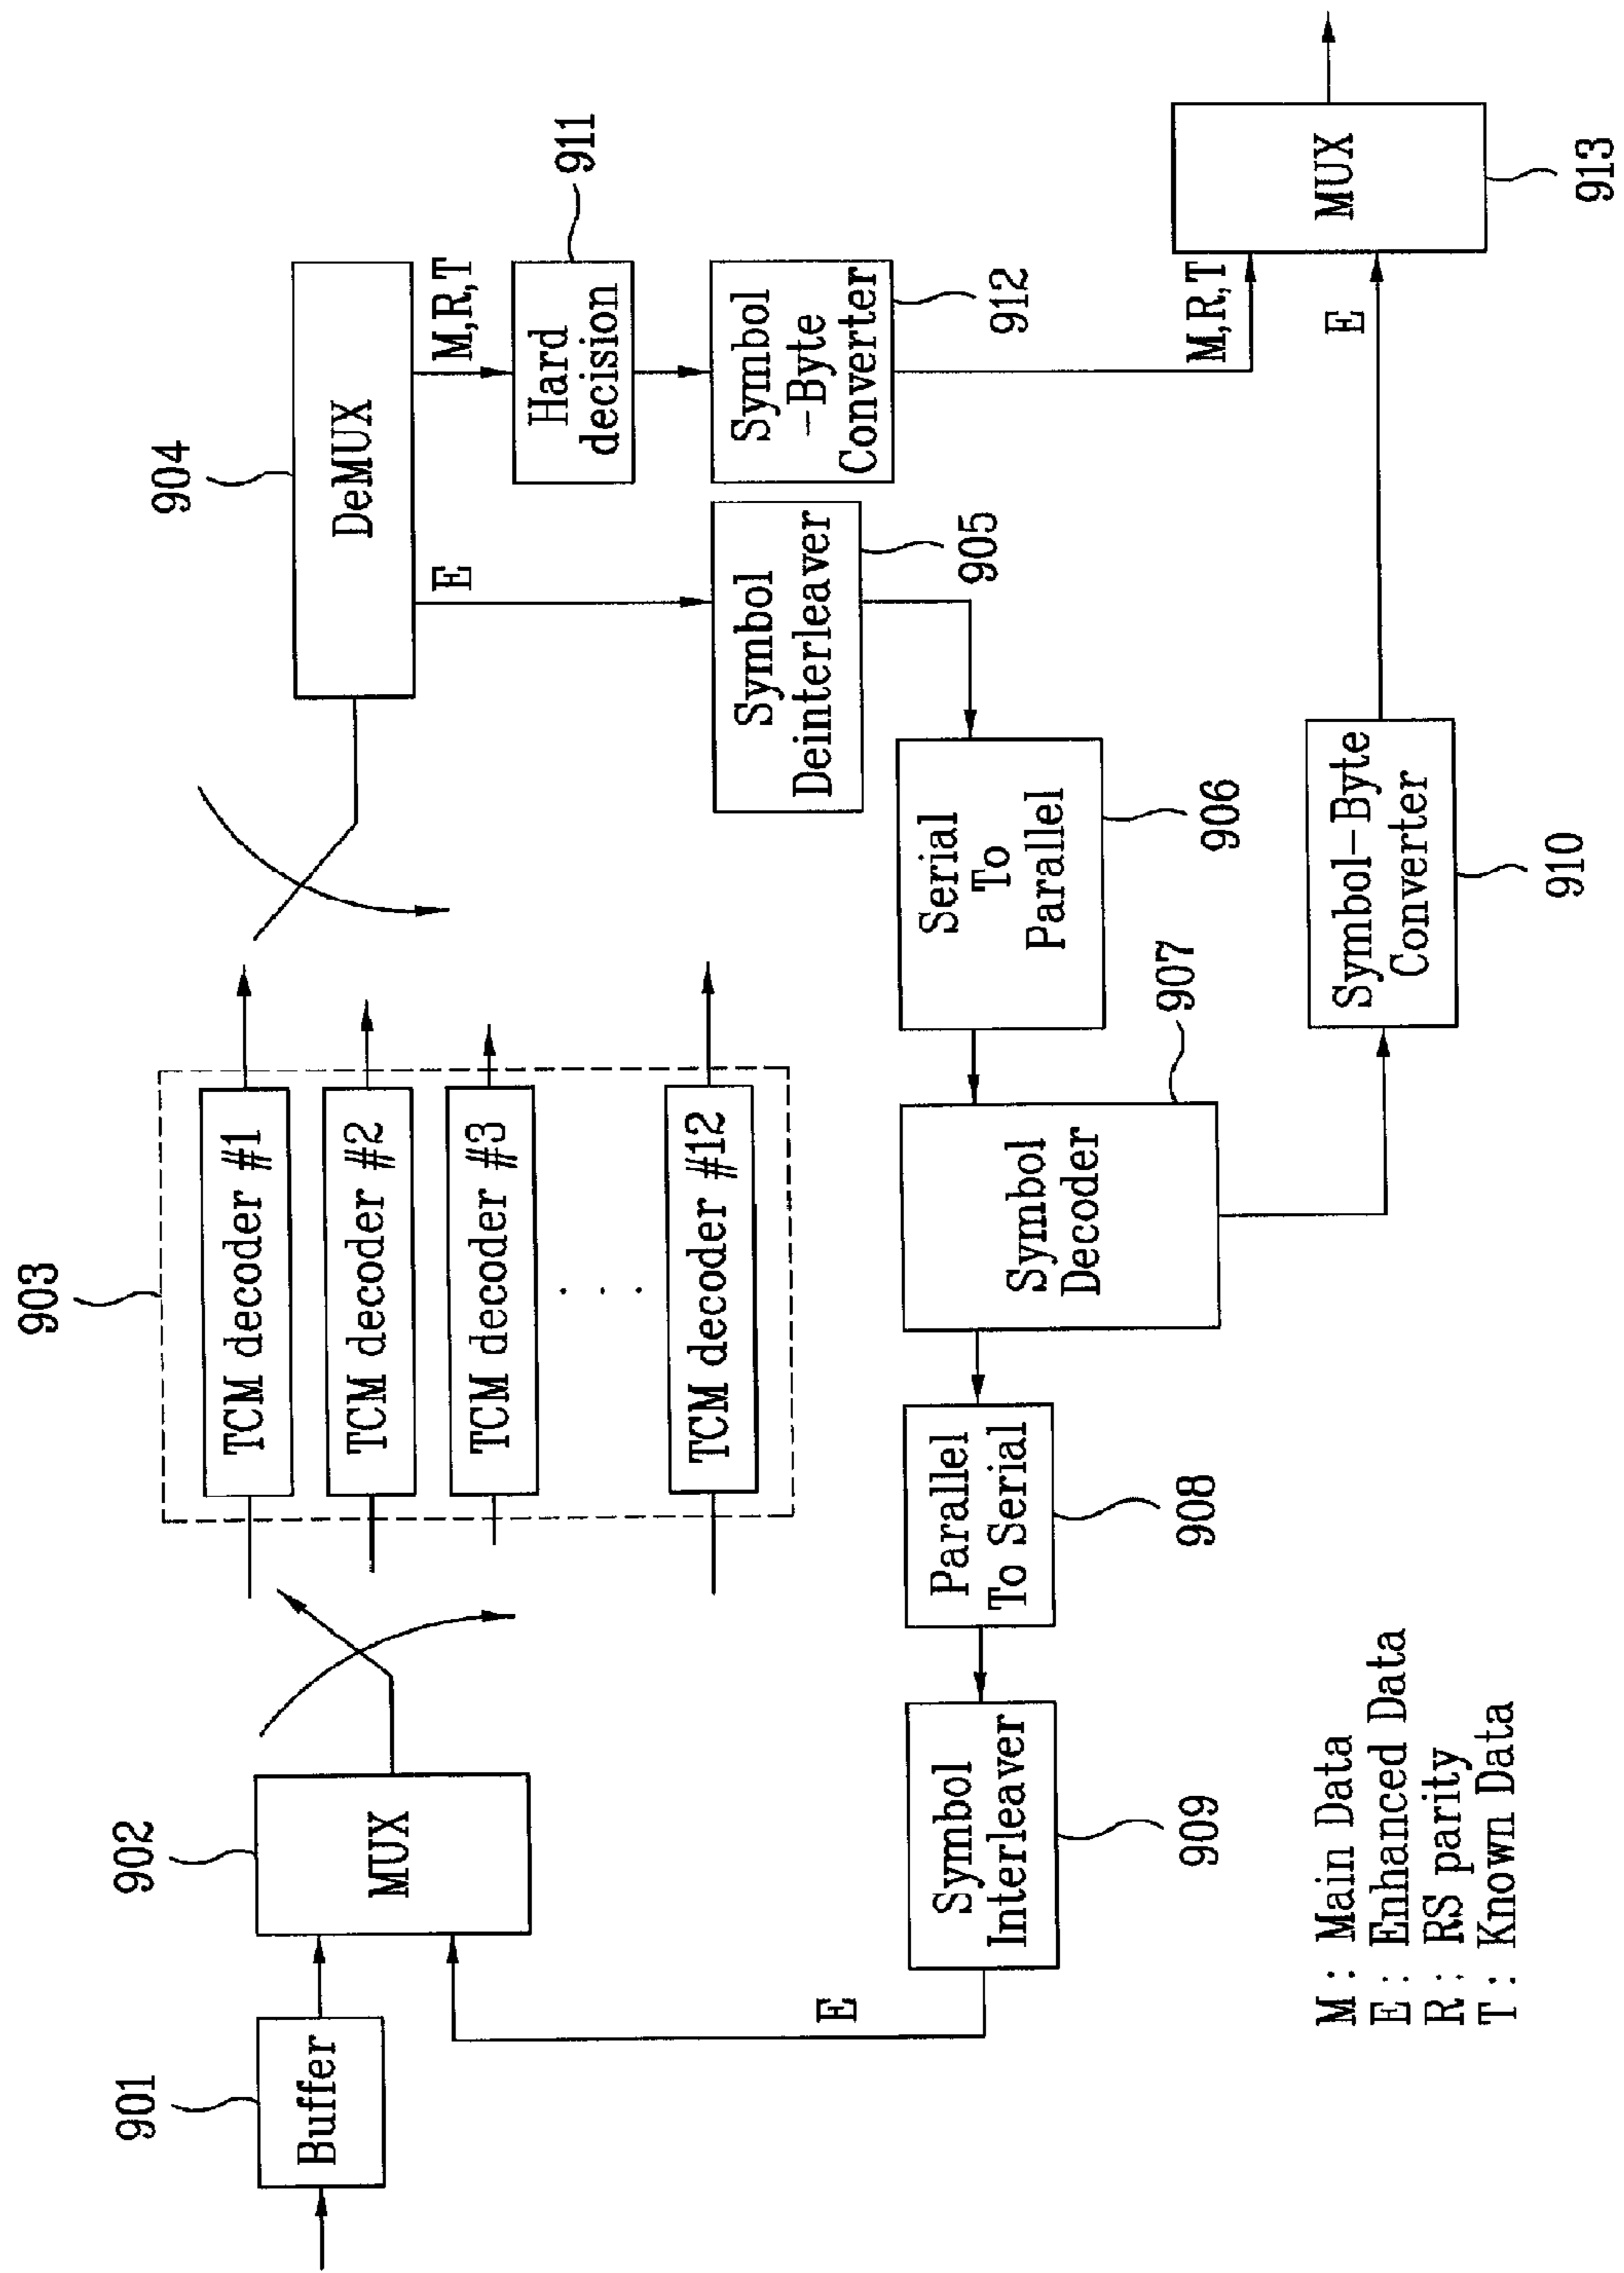 903
904
TCM decoder #1
DeMUX
902
TCM decoder #2
M,R,T
911
MUX
TCM decoder #3
E
Hard
decision
901
. . .
Buffer
TCM decoder #12
Symbol
-Byte
Converter
912
Symbol
Deinterleaver
905
E
Symbol
Interleaver
909
Parallel
To Serial
908
Symbol
Decoder
907
Serial
To
Parallel
906
M,R,T
E
MUX
913
Symbol-Byte
Converter
910
M : Main Data
E : Enhanced Data
R : RS parity
T : Known Data